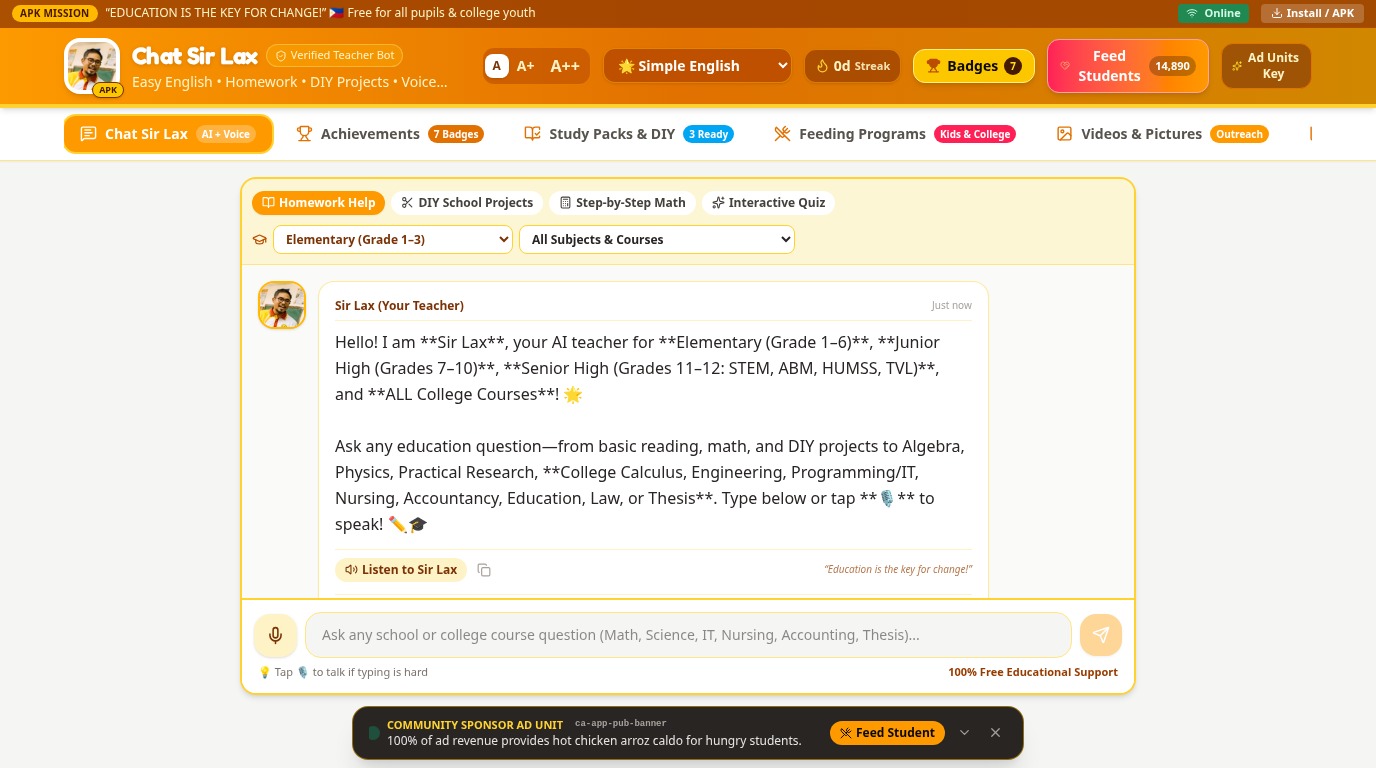 APK MISSION "EDUCATION IS THE KEY FOR CHANGE!" 🇵🇭 Free for all pupils & college youth Online Install / APK
Chat Sir Lax Verified Teacher Bot
Easy English • Homework • DIY Projects • Voice...
APK
A A+ A++
🌟 Simple English
0d Streak
Badges 7
Feed Students 14,890
Ad Units Key
Chat Sir Lax AI + Voice Achievements 7 Badges Study Packs & DIY 3 Ready Feeding Programs Kids & College Videos & Pictures Outreach
Homework Help DIY School Projects Step-by-Step Math Interactive Quiz
Elementary (Grade 1–3) All Subjects & Courses
Sir Lax (Your Teacher) Just now
Hello! I am **Sir Lax**, your AI teacher for **Elementary (Grade 1–6)**, **Junior
High (Grades 7–10)**, **Senior High (Grades 11–12: STEM, ABM, HUMSS, TVL)**,
and **ALL College Courses**! 🌟
Ask any education question—from basic reading, math, and DIY projects to Algebra,
Physics, Practical Research, **College Calculus, Engineering, Programming/IT,
Nursing, Accountancy, Education, Law, or Thesis**. Type below or tap **🎙️** to
speak! ✏️🎓
Listen to Sir Lax "Education is the key for change!"
Ask any school or college course question (Math, Science, IT, Nursing, Accounting, Thesis)...
💡 Tap 🎙️ to talk if typing is hard 100% Free Educational Support
COMMUNITY SPONSOR AD UNIT ca-app-pub-banner
100% of ad revenue provides hot chicken arroz caldo for hungry students.
Feed Student